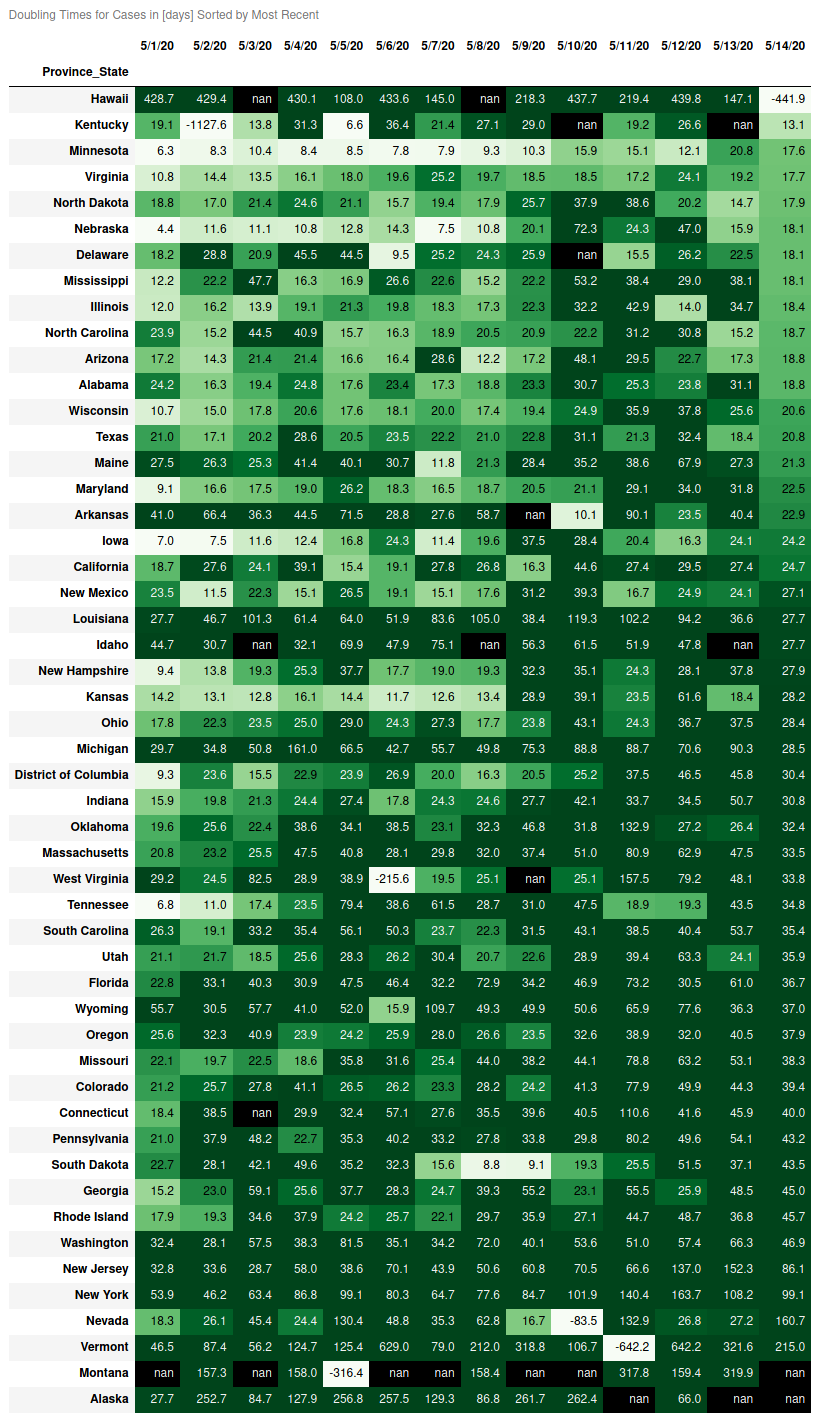 Doubling Times for Cases in [days] Sorted by Most Recent
5/1/20 5/2/20 5/3/20 5/4/20 5/5/20 5/6/20 5/7/20 5/8/20 5/9/20 5/10/20 5/11/20 5/12/20 5/13/20 5/14/20
Province_State
Hawaii 428.7 429.4 nan 430.1 108.0 433.6 145.0 nan 218.3 437.7 219.4 439.8 147.1 -441.9
Kentucky 19.1 -1127.6 13.8 31.3 6.6 36.4 21.4 27.1 29.0 nan 19.2 26.6 nan 13.1
Minnesota 6.3 8.3 10.4 8.4 8.5 7.8 7.9 9.3 10.3 15.9 15.1 12.1 20.8 17.6
Virginia 10.8 14.4 13.5 16.1 18.0 19.6 25.2 19.7 18.5 18.5 17.2 24.1 19.2 17.7
North Dakota 18.8 17.0 21.4 24.6 21.1 15.7 19.4 17.9 25.7 37.9 38.6 20.2 14.7 17.9
Nebraska 4.4 11.6 11.1 10.8 12.8 14.3 7.5 10.8 20.1 72.3 24.3 47.0 15.9 18.1
Delaware 18.2 28.8 20.9 45.5 44.5 9.5 25.2 24.3 25.9 nan 15.5 26.2 22.5 18.1
Mississippi 12.2 22.2 47.7 16.3 16.9 26.6 22.6 15.2 22.2 53.2 38.4 29.0 38.1 18.1
Illinois 12.0 16.2 13.9 19.1 21.3 19.8 18.3 17.3 22.3 32.2 42.9 14.0 34.7 18.4
North Carolina 23.9 15.2 44.5 40.9 15.7 16.3 18.9 20.5 20.9 22.2 31.2 30.8 15.2 18.7
Arizona 17.2 14.3 21.4 21.4 16.6 16.4 28.6 12.2 17.2 48.1 29.5 22.7 17.3 18.8
Alabama 24.2 16.3 19.4 24.8 17.6 23.4 17.3 18.8 23.3 30.7 25.3 23.8 31.1 18.8
Wisconsin 10.7 15.0 17.8 20.6 17.6 18.1 20.0 17.4 19.4 24.9 35.9 37.8 25.6 20.6
Texas 21.0 17.1 20.2 28.6 20.5 23.5 22.2 21.0 22.8 31.1 21.3 32.4 18.4 20.8
Maine 27.5 26.3 25.3 41.4 40.1 30.7 11.8 21.3 28.4 35.2 38.6 67.9 27.3 21.3
Maryland 9.1 16.6 17.5 19.0 26.2 18.3 16.5 18.7 20.5 21.1 29.1 34.0 31.8 22.5
Arkansas 41.0 66.4 36.3 44.5 71.5 28.8 27.6 58.7 nan 10.1 90.1 23.5 40.4 22.9
Iowa 7.0 7.5 11.6 12.4 16.8 24.3 11.4 19.6 37.5 28.4 20.4 16.3 24.1 24.2
California 18.7 27.6 24.1 39.1 15.4 19.1 27.8 26.8 16.3 44.6 27.4 29.5 27.4 24.7
New Mexico 23.5 11.5 22.3 15.1 26.5 19.1 15.1 17.6 31.2 39.3 16.7 24.9 24.1 27.1
Louisiana 27.7 46.7 101.3 61.4 64.0 51.9 83.6 105.0 38.4 119.3 102.2 94.2 36.6 27.7
Idaho 44.7 30.7 nan 32.1 69.9 47.9 75.1 nan 56.3 61.5 51.9 47.8 nan 27.7
New Hampshire 9.4 13.8 19.3 25.3 37.7 17.7 19.0 19.3 32.3 35.1 24.3 28.1 37.8 27.9
Kansas 14.2 13.1 12.8 16.1 14.4 11.7 12.6 13.4 28.9 39.1 23.5 61.6 18.4 28.2
Ohio 17.8 22.3 23.5 25.0 29.0 24.3 27.3 17.7 23.8 43.1 24.3 36.7 37.5 28.4
Michigan 29.7 34.8 50.8 161.0 66.5 42.7 55.7 49.8 75.3 88.8 88.7 70.6 90.3 28.5
District of Columbia 9.3 23.6 15.5 22.9 23.9 26.9 20.0 16.3 20.5 25.2 37.5 46.5 45.8 30.4
Indiana 15.9 19.8 21.3 24.4 27.4 17.8 24.3 24.6 27.7 42.1 33.7 34.5 50.7 30.8
Oklahoma 19.6 25.6 22.4 38.6 34.1 38.5 23.1 32.3 46.8 31.8 132.9 27.2 26.4 32.4
Massachusetts 20.8 23.2 25.5 47.5 40.8 28.1 29.8 32.0 37.4 51.0 80.9 62.9 47.5 33.5
West Virginia 29.2 24.5 82.5 28.9 38.9 -215.6 19.5 25.1 nan 25.1 157.5 79.2 48.1 33.8
Tennessee 6.8 11.0 17.4 23.5 79.4 38.6 61.5 28.7 31.0 47.5 18.9 19.3 43.5 34.8
South Carolina 26.3 19.1 33.2 35.4 56.1 50.3 23.7 22.3 31.5 43.1 38.5 40.4 53.7 35.4
Utah 21.1 21.7 18.5 25.6 28.3 26.2 30.4 20.7 22.6 28.9 39.4 63.3 24.1 35.9
Florida 22.8 33.1 40.3 30.9 47.5 46.4 32.2 72.9 34.2 46.9 73.2 30.5 61.0 36.7
Wyoming 55.7 30.5 57.7 41.0 52.0 15.9 109.7 49.3 49.9 50.6 65.9 77.6 36.3 37.0
Oregon 25.6 32.3 40.9 23.9 24.2 25.9 28.0 26.6 23.5 32.6 38.9 32.0 40.5 37.9
Missouri 22.1 19.7 22.5 18.6 35.8 31.6 25.4 44.0 38.2 44.1 78.8 63.2 53.1 38.3
Colorado 21.2 25.7 27.8 41.1 26.5 26.2 23.3 28.2 24.2 41.3 77.9 49.9 44.3 39.4
Connecticut 18.4 38.5 nan 29.9 32.4 57.1 27.6 35.5 39.6 40.5 110.6 41.6 45.9 40.0
Pennsylvania 21.0 37.9 48.2 22.7 35.3 40.2 33.2 27.8 33.8 29.8 80.2 49.6 54.1 43.2
South Dakota 22.7 28.1 42.1 49.6 35.2 32.3 15.6 8.8 9.1 19.3 25.5 51.5 37.1 43.5
Georgia 15.2 23.0 59.1 25.6 37.7 28.3 24.7 39.3 55.2 23.1 55.5 25.9 48.5 45.0
Rhode Island 17.9 19.3 34.6 37.9 24.2 25.7 22.1 29.7 35.9 27.1 44.7 48.7 36.8 45.7
Washington 32.4 28.1 57.5 38.3 81.5 35.1 34.2 72.0 40.1 53.6 51.0 57.4 66.3 46.9
New Jersey 32.8 33.6 28.7 58.0 38.6 70.1 43.9 50.6 60.8 70.5 66.6 137.0 152.3 86.1
New York 53.9 46.2 63.4 86.8 99.1 80.3 64.7 77.6 84.7 101.9 140.4 163.7 108.2 99.1
Nevada 18.3 26.1 45.4 24.4 130.4 48.8 35.3 62.8 16.7 -83.5 132.9 26.8 27.2 160.7
Vermont 46.5 87.4 56.2 124.7 125.4 629.0 79.0 212.0 318.8 106.7 -642.2 642.2 321.6 215.0
Montana nan 157.3 nan 158.0 -316.4 nan nan 158.4 nan nan 317.8 159.4 319.9 nan
Alaska 27.7 252.7 84.7 127.9 256.8 257.5 129.3 86.8 261.7 262.4 nan 66.0 nan nan